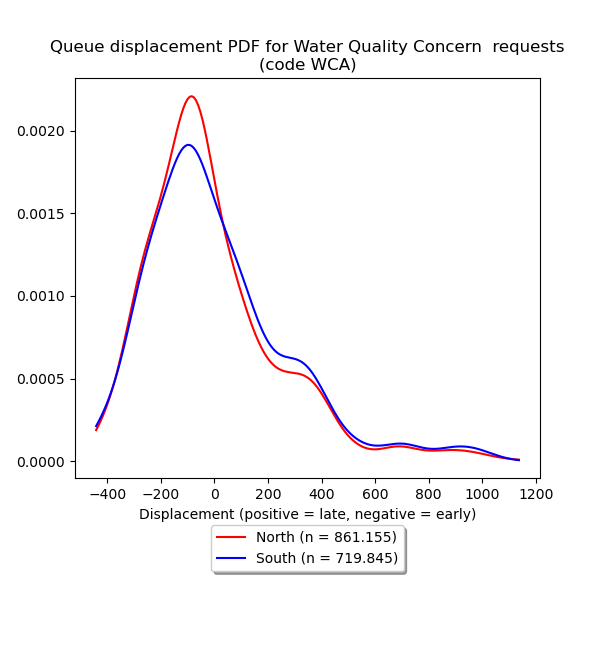 Queue displacement PDF for Water Quality Concern  requests
(code WCA)
0.0020
0.0015
0.0010
0.0005
0.0000
−400 −200 0 200 400 600 800 1000 1200
Displacement (positive = late, negative = early)
North (n = 861.155)
South (n = 719.845)